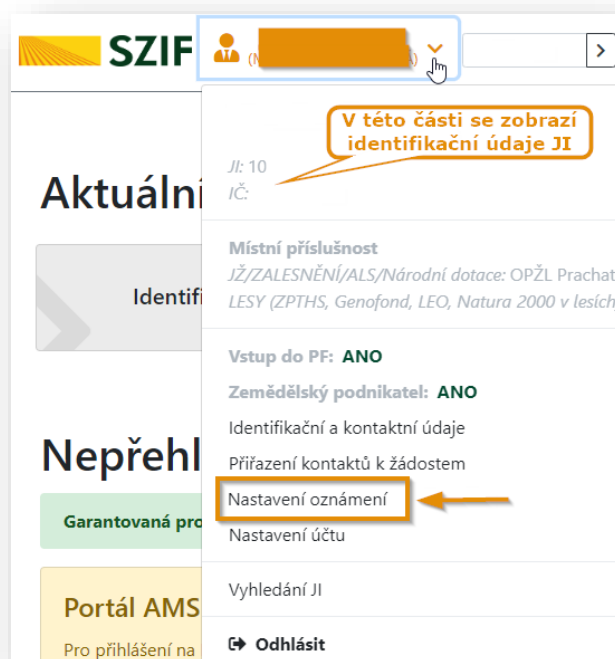 SZIF
V této části se zobrazí
identifikační údaje JI
JI: 10
IČ:
Aktuální
Místní příslušnost
JŽ/ZALESNĚNÍ/ALS/Národní dotace: OPŽL Prachat
LESY (ZPTHS, Genofond, LEO, Natura 2000 v lesích
Identifi
Vstup do PF: ANO
Zemědělský podnikatel: ANO
Identifikační a kontaktní údaje
Nepřehl
Přiřazení kontaktů k žádostem
Nastavení oznámení
Garantovaná pro
Nastavení účtu
Vyhledání JI
Portál AMS
Pro přihlášení na
Odhlásit